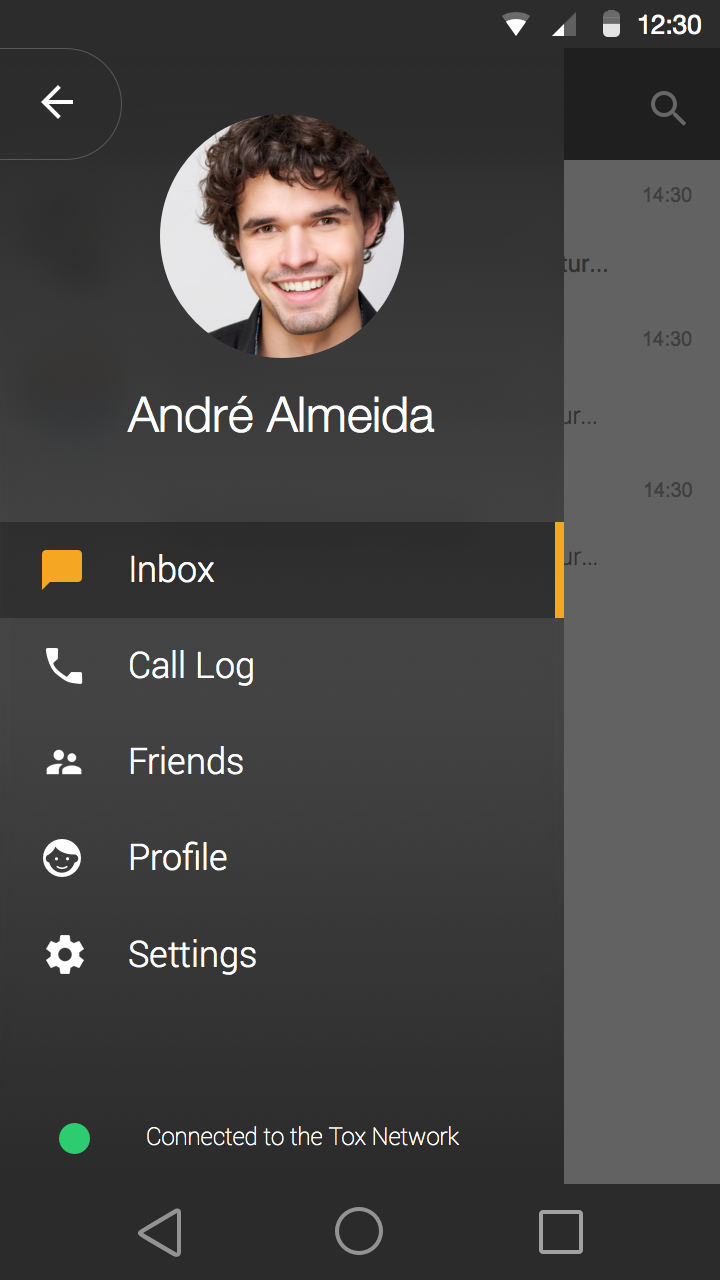 12:30
14:30
tur...
André Almeida
14:30
ur...
14:30
ur...
Inbox
Call Log
Friends
Profile
Settings
Connected to the Tox Network